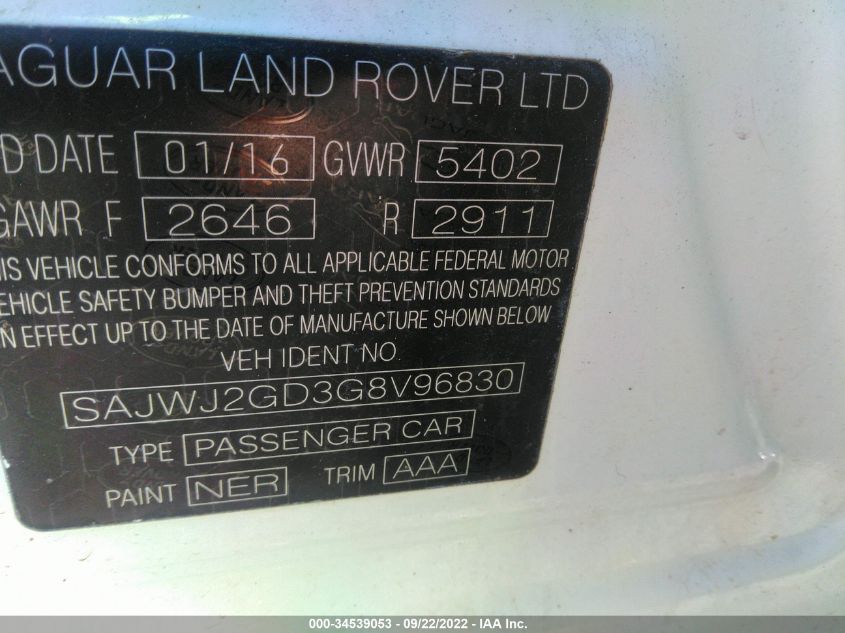 AGUAR LAND ROVER LTD
D DATE 01/16 GVWR 5402
GAWR F 2646 R 2911
IS VEHICLE CONFORMS TO ALL APPLICABLE FEDERAL MOTOR
EHICLE SAFETY BUMPER AND THEFT PREVENTION STANDARDS
N EFFECT UP TO THE DATE OF MANUFACTURE SHOWN BELOW
VEH IDENT NO.
SAJWJ2GD3G8V96830
TYPE PASSENGER CAR
PAINT NER TRIM AAA
000-34539053 - 09/22/2022 - IAA Inc.